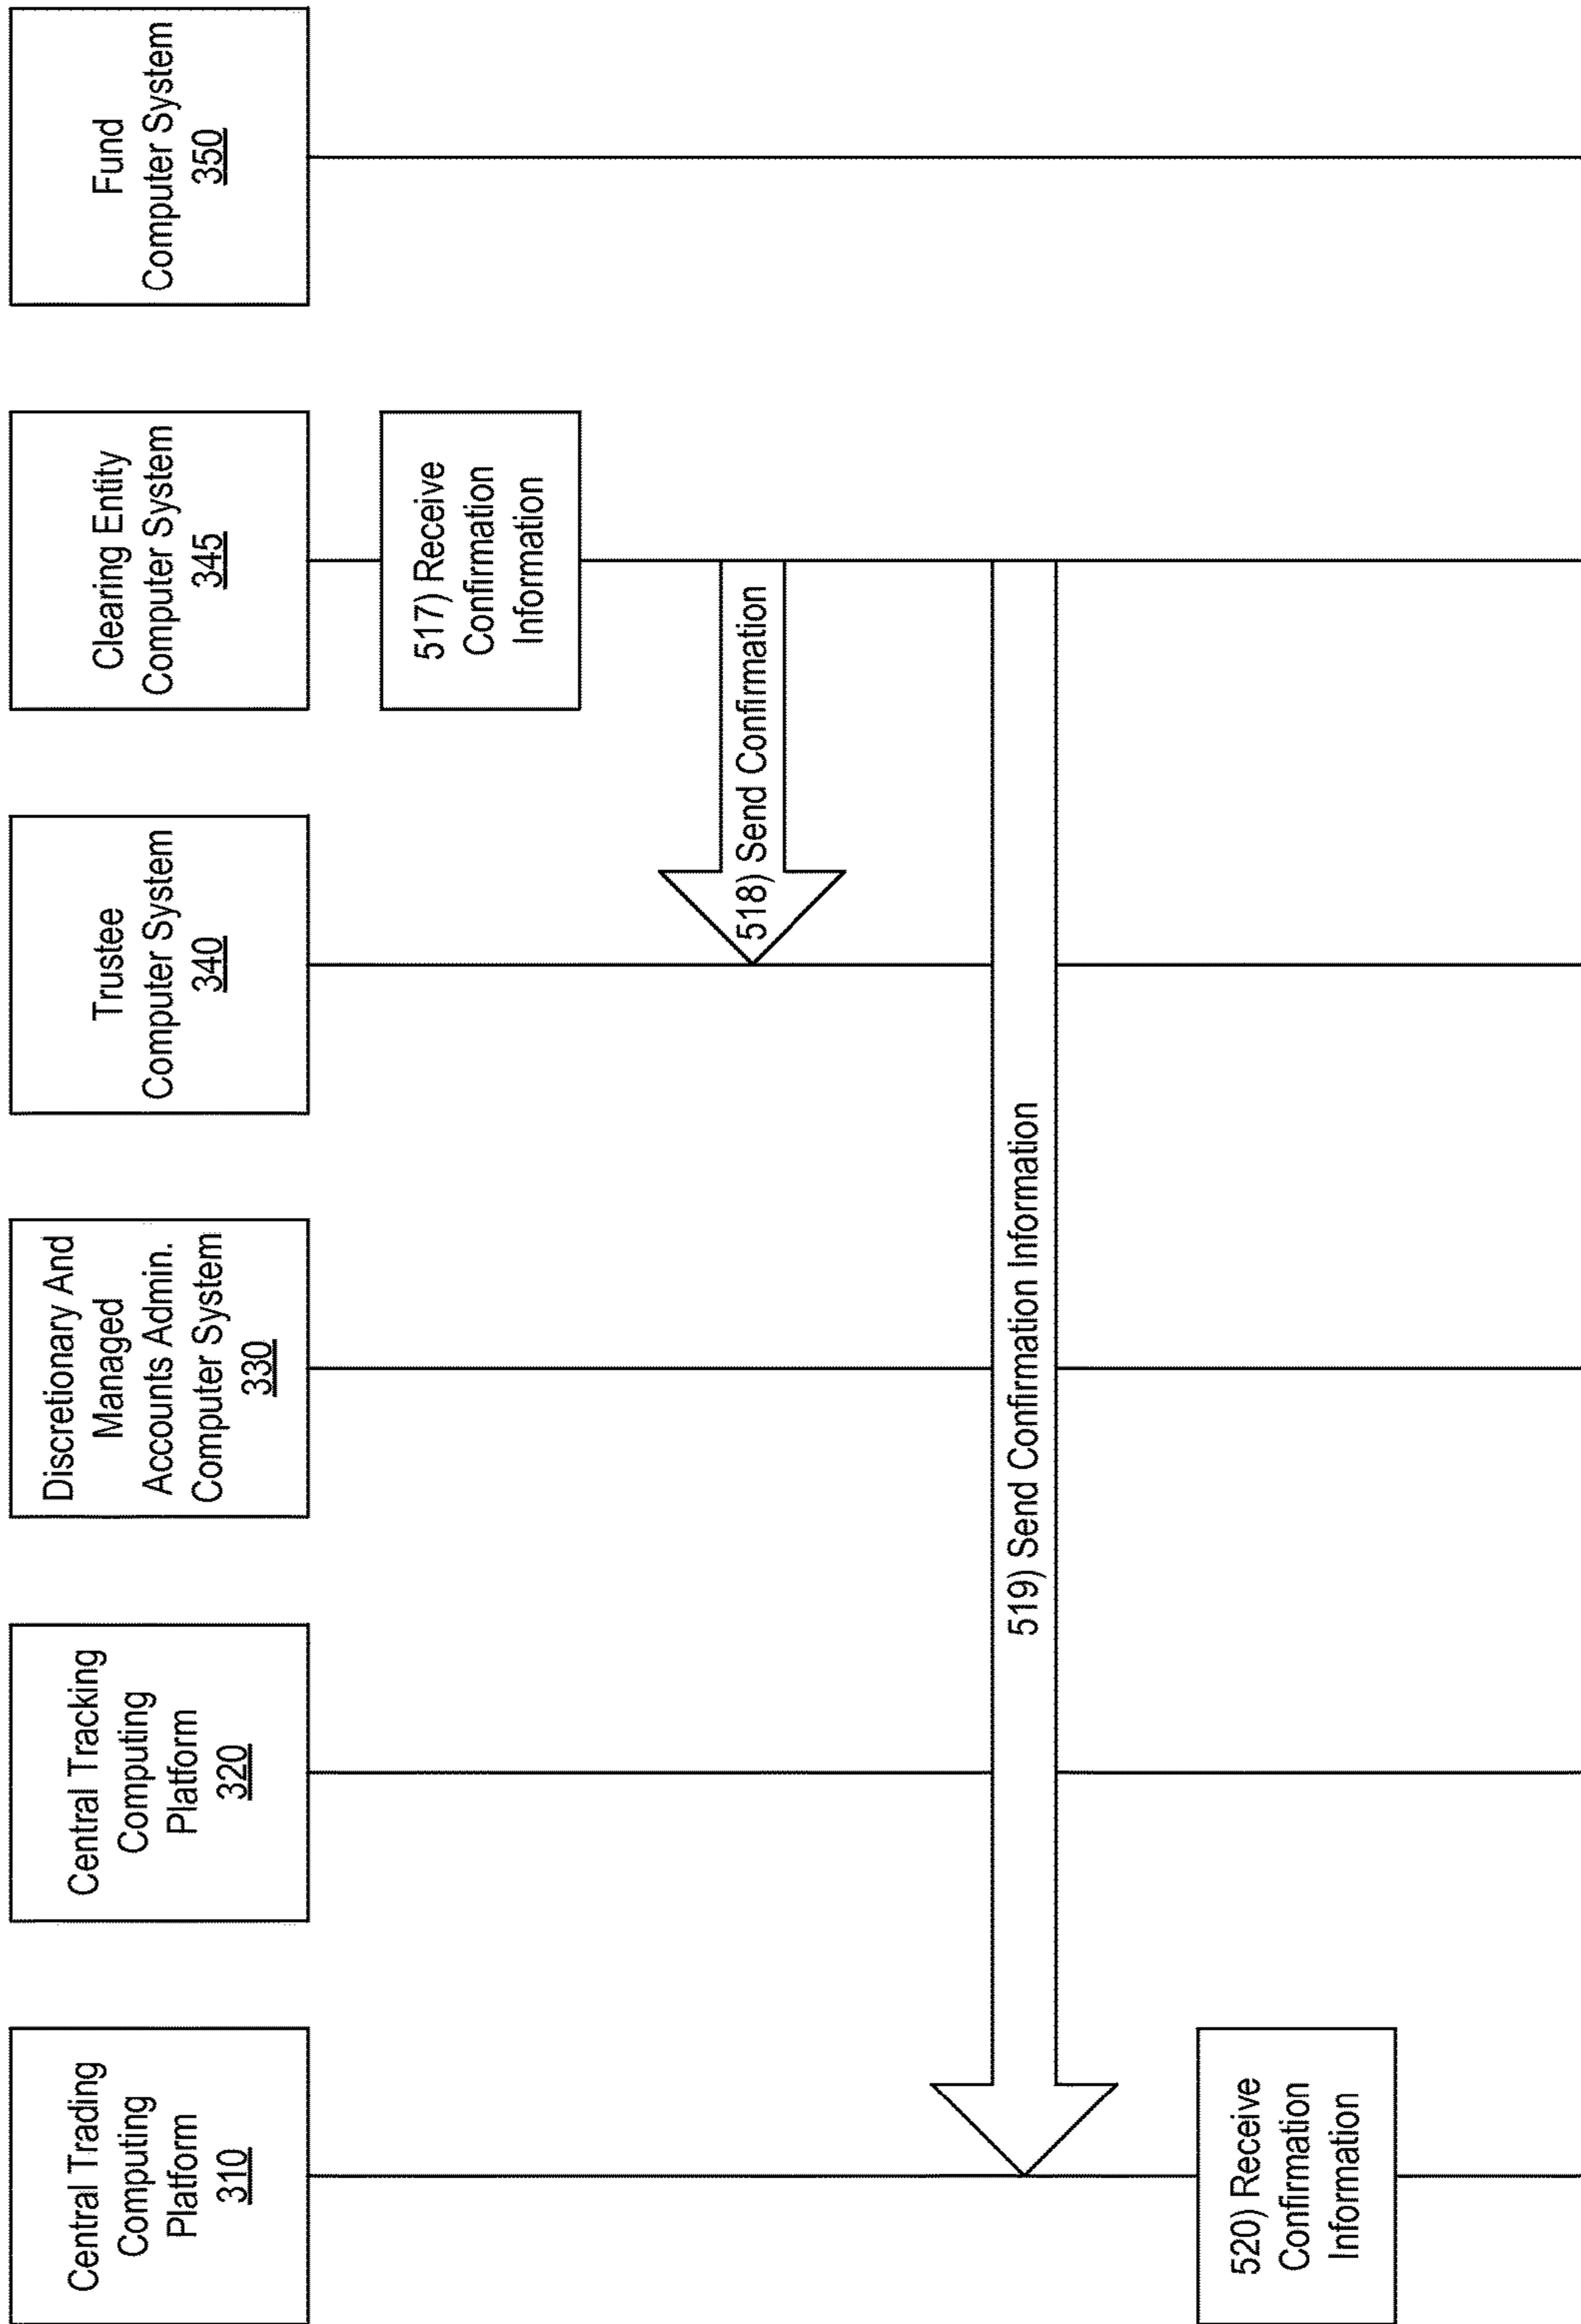 Central Trading
Computing
Platform
310
Central Tracking
Computing
Platform
320
Discretionary And
Managed
Accounts Admin.
Computer System
330
Trustee
Computer System
340
Clearing Entity
Computer System
345
Fund
Computer System
350
517) Receive
Confirmation
Information
518) Send Confirmation
519) Send Confirmation Information
520) Receive
Confirmation
Information